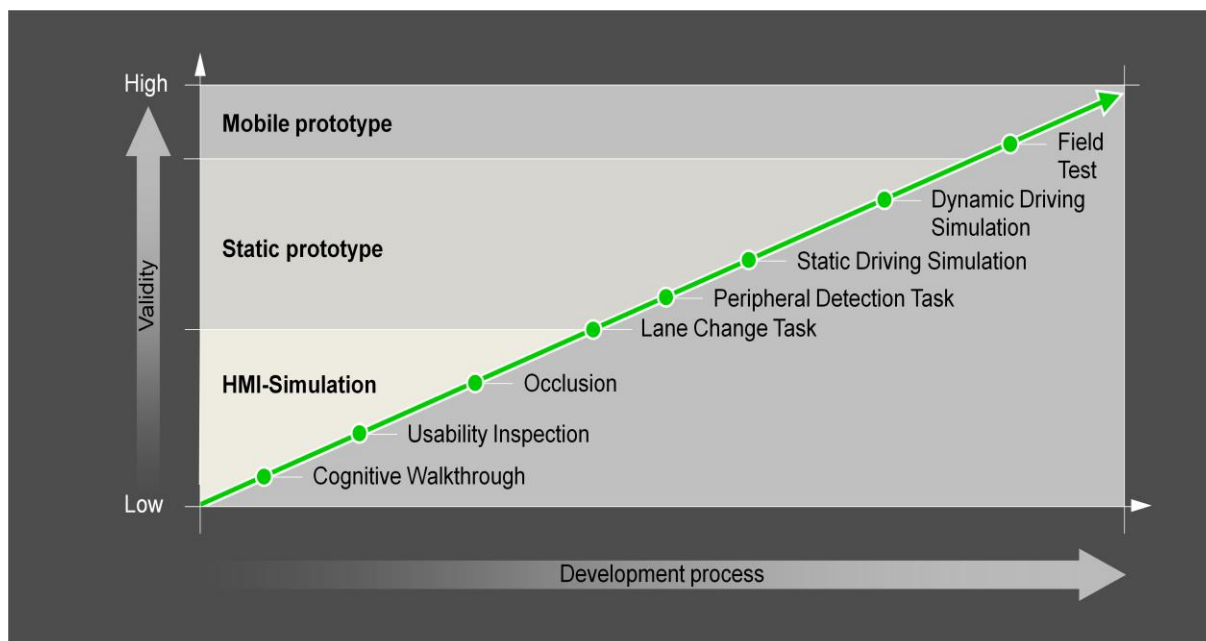 High
Mobile prototype
Field
Test
Dynamic Driving
Simulation
Static prototype
Static Driving Simulation
Validity
Peripheral Detection Task
Lane Change Task
HMI-Simulation
Occlusion
Usability Inspection
Cognitive Walkthrough
Low
Development process